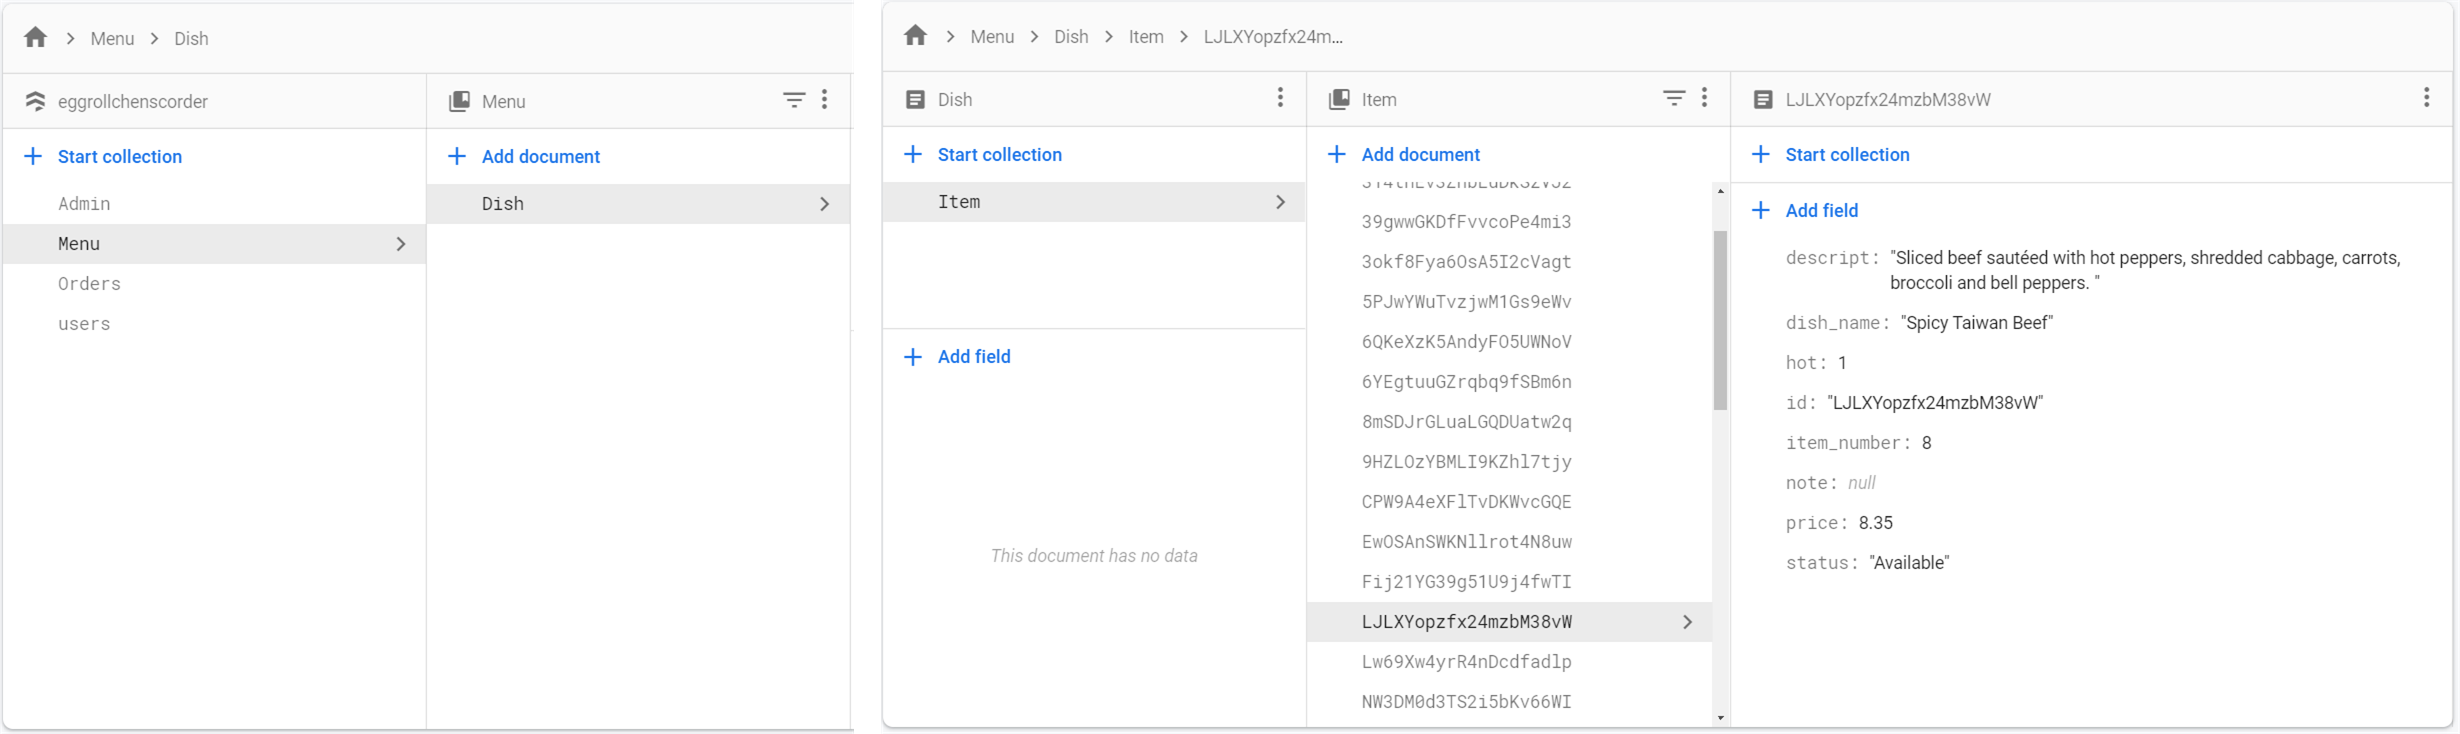 Menu > Dish
eggrollchenscorder
Start collection
Admin
Menu
Orders
users
Menu
Add document
Dish
Menu > Dish > Item > LJLXYopzfx24m...
Dish
Start collection
Item
Add field
This document has no data
Item
Add document
39gwwGKDfFvvcoPe4mi3
3okf8Fya6OsA5I2cVagt
5PJwYWuTvzjwM1Gs9eWv
6QKeXzK5AndyFO5UWNoV
6YEgtuuGZrqbq9fSBm6n
8mSDJrGLuaLGQDUatw2q
9HZLOzYBMLI9KZhl7tjy
CPW9A4eXFlTvDKWvcGQE
EwOSAnSWKNllrot4N8uw
Fij21YG39g51U9j4fwTI
LJLXYopzfx24mzbM38vW
Lw69Xw4yrR4nDcdfadlp
NW3DM0d3TS2i5bKv66WI
LJLXYopzfx24mzbM38vW
Start collection
Add field
descript: "Sliced beef sautéed with hot peppers, shredded cabbage, carrots,
broccoli and bell peppers. "
dish_name: "Spicy Taiwan Beef"
hot: 1
id: "LJLXYopzfx24mzbM38vW"
item_number: 8
note: null
price: 8.35
status: "Available"